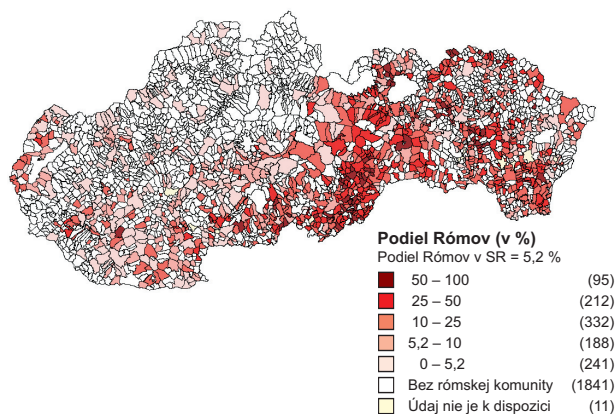 Podiel Rómov (v %)
Podiel Rómov v SR = 5,2 %
50 – 100 (95)
25 – 50 (212)
10 – 25 (332)
5,2 – 10 (188)
0 – 5,2 (241)
Bez rómskej komunity (1841)
Údaj nie je k dispozici (11)